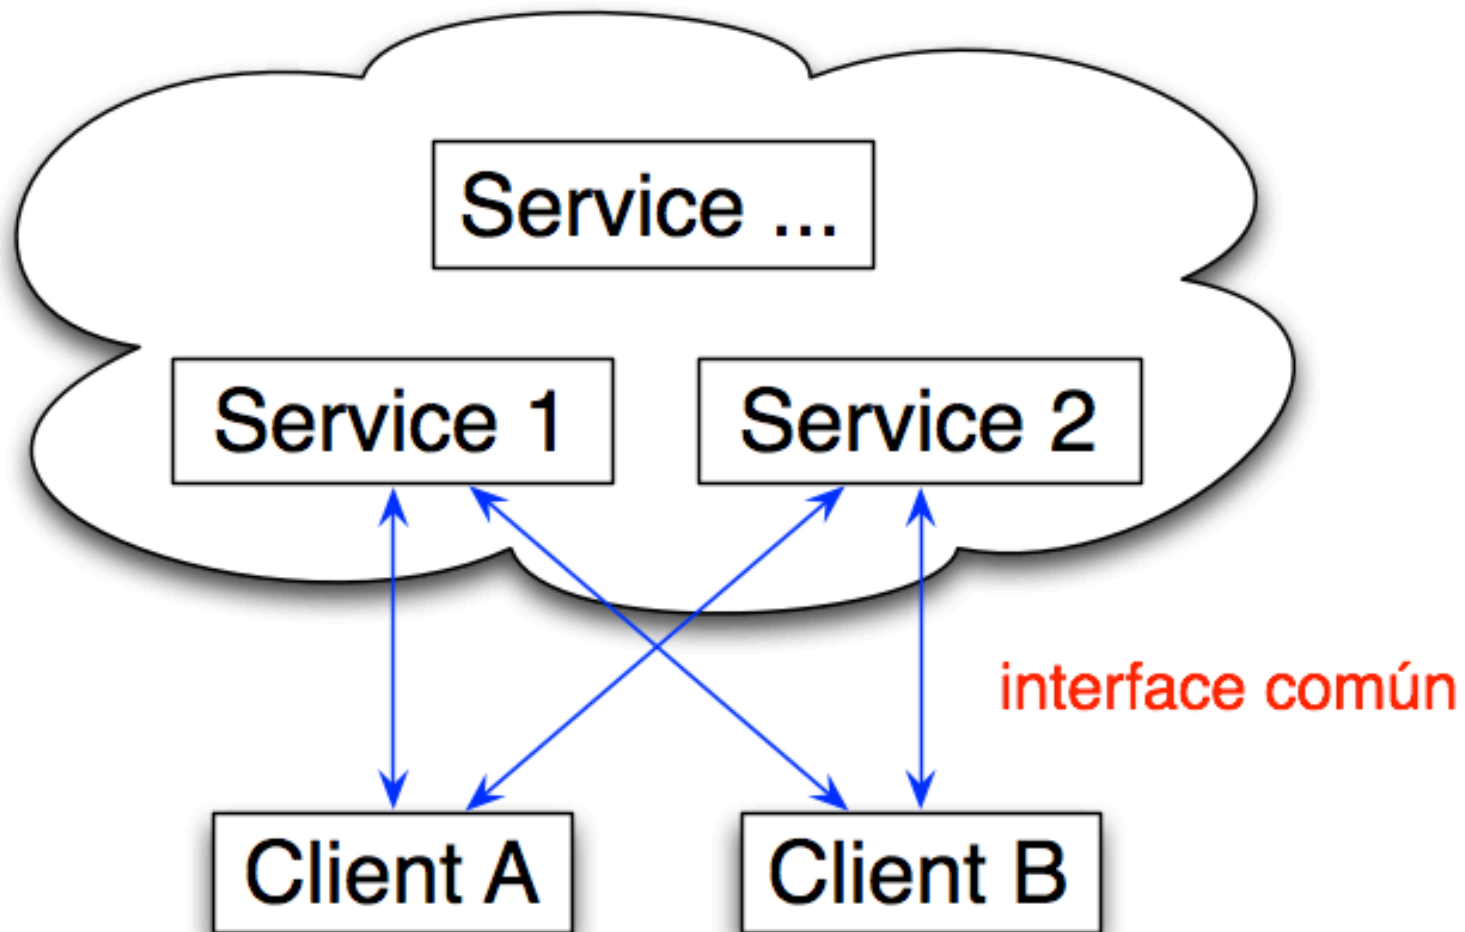 Service ...
Service 1
Service 2
interface común
Client A
Client B